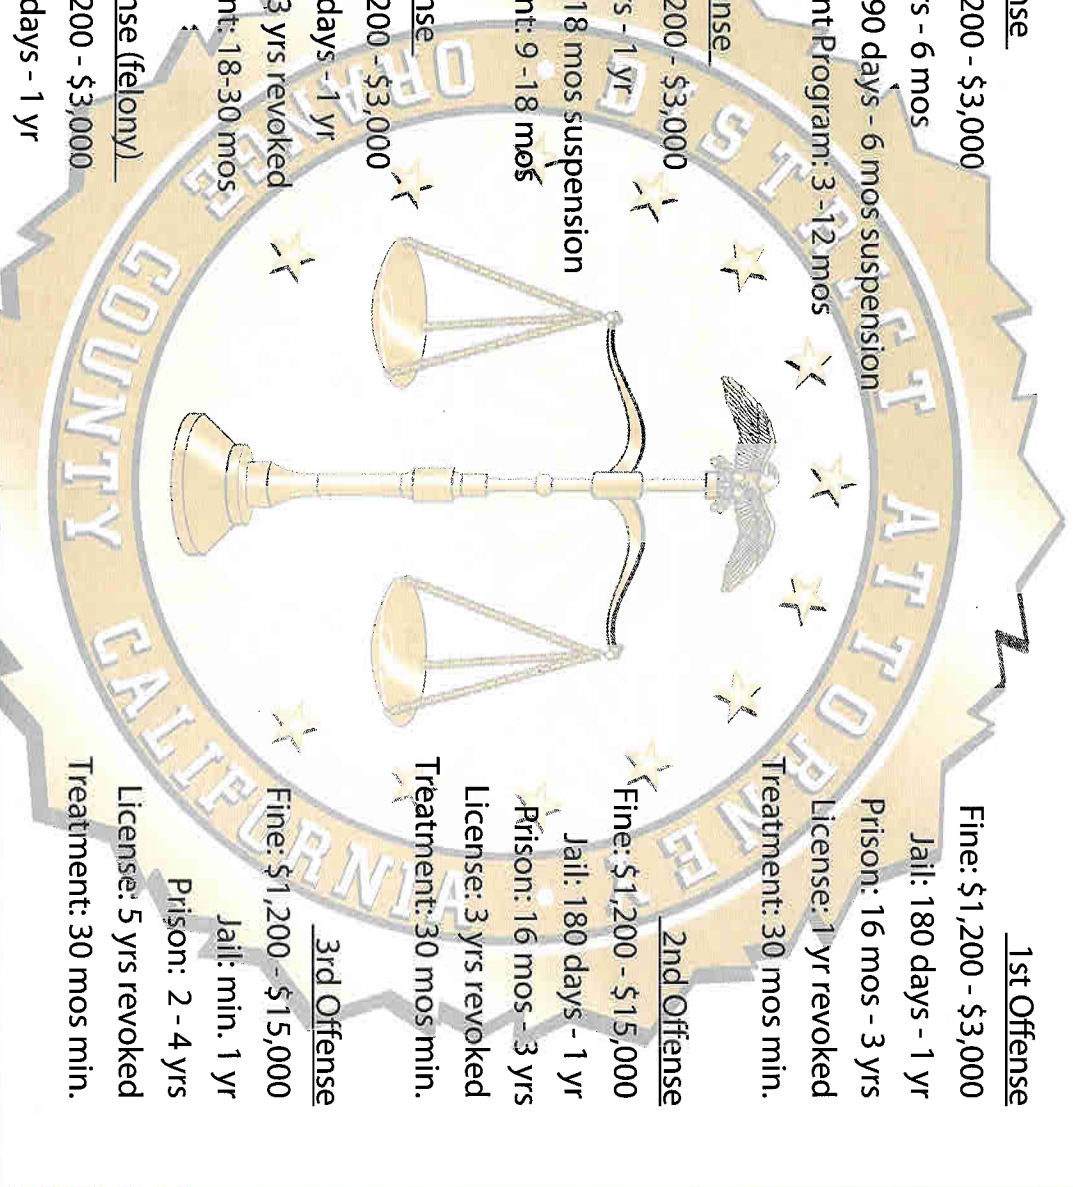 nse
200 - $3,000
rs - 6 mos
90 days - 6 mos suspension
nt Program: 3 -12 mos
nse
200 - $3,000
rs - 1 yr
18 mos suspension
nt: 9 -18 mos
nse
200 - $3,000
days - 1 yr
3 yrs revoked
nt: 18-30 mos
nse (felony)
200 - $3,000
days - 1 yr
1st Offense
Fine: $1,200 - $3,000
Jail: 180 days - 1 yr
Prison: 16 mos - 3 yrs
License: 1 yr revoked
Treatment: 30 mos min.
2nd Offense
Fine: $1,200 - $15,000
Jail: 180 days - 1 yr
Prison: 16 mos - 3 yrs
License: 3 yrs revoked
Treatment: 30 mos min.
3rd Offense
Fine: $1,200 - $15,000
Jail: min. 1 yr
Prison: 2 - 4 yrs
License: 5 yrs revoked
Treatment: 30 mos min.
DISTRICT ATTORNEY
ORANGE COUNTY CALIFORNIA